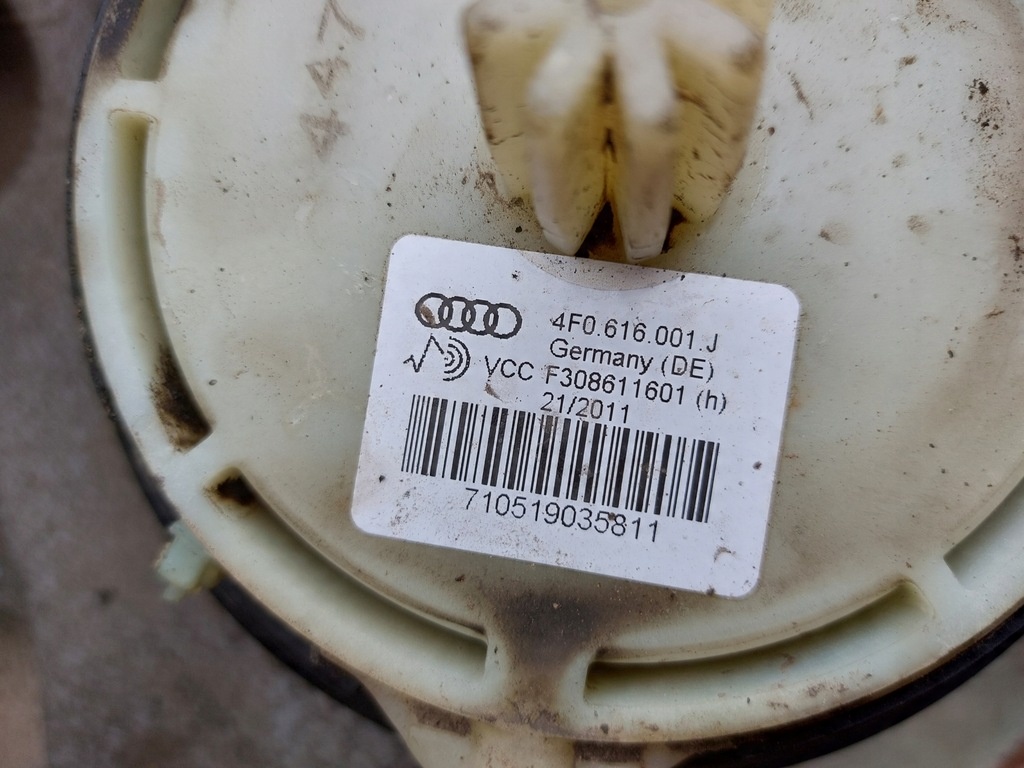 4F0.616.001.J
Germany (DE)
VCC F308611601 (h)
21/2011
710519035811